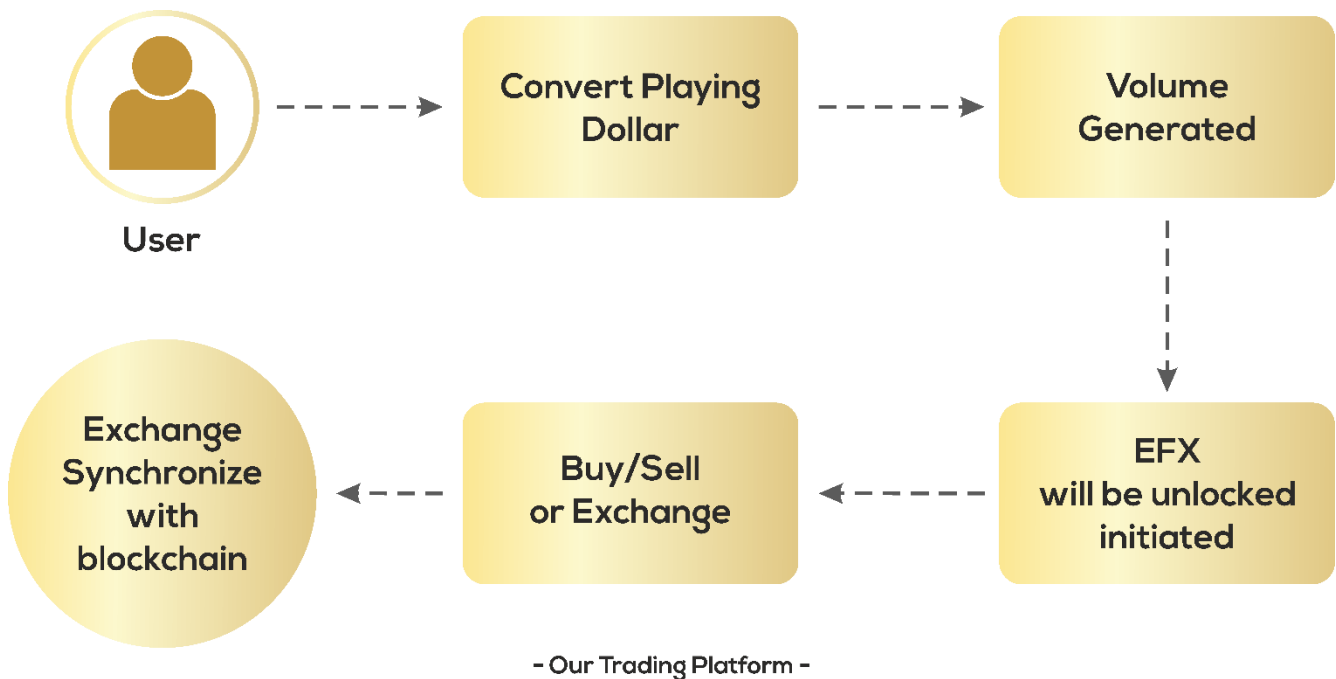 User
Convert Playing
Dollar
Volume
Generated
EFX
will be unlocked
initiated
Buy/Sell
or Exchange
Exchange
Synchronize
with
blockchain
- Our Trading Platform -